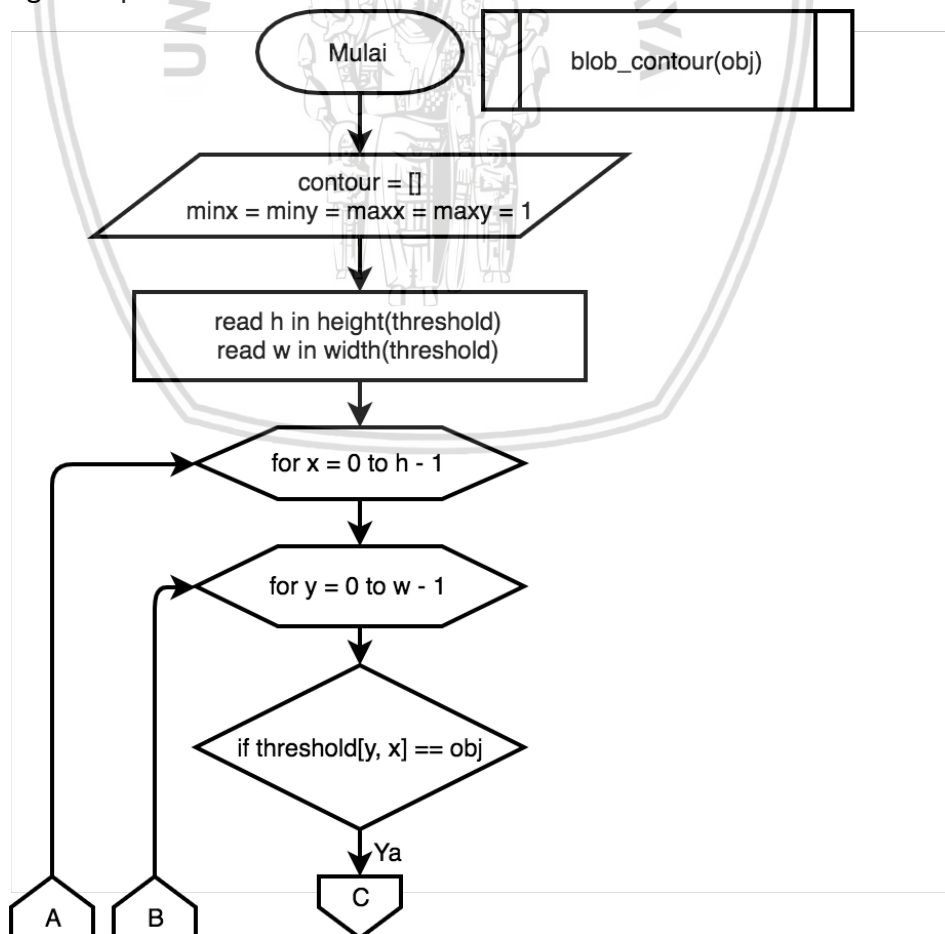 Mulai
blob_contour(obj)
contour = []
minx = miny = maxx = maxy = 1
read h in height(threshold)
read w in width(threshold)
for x = 0 to h - 1
for y = 0 to w - 1
if threshold[y, x] == obj
Ya
A
B
C